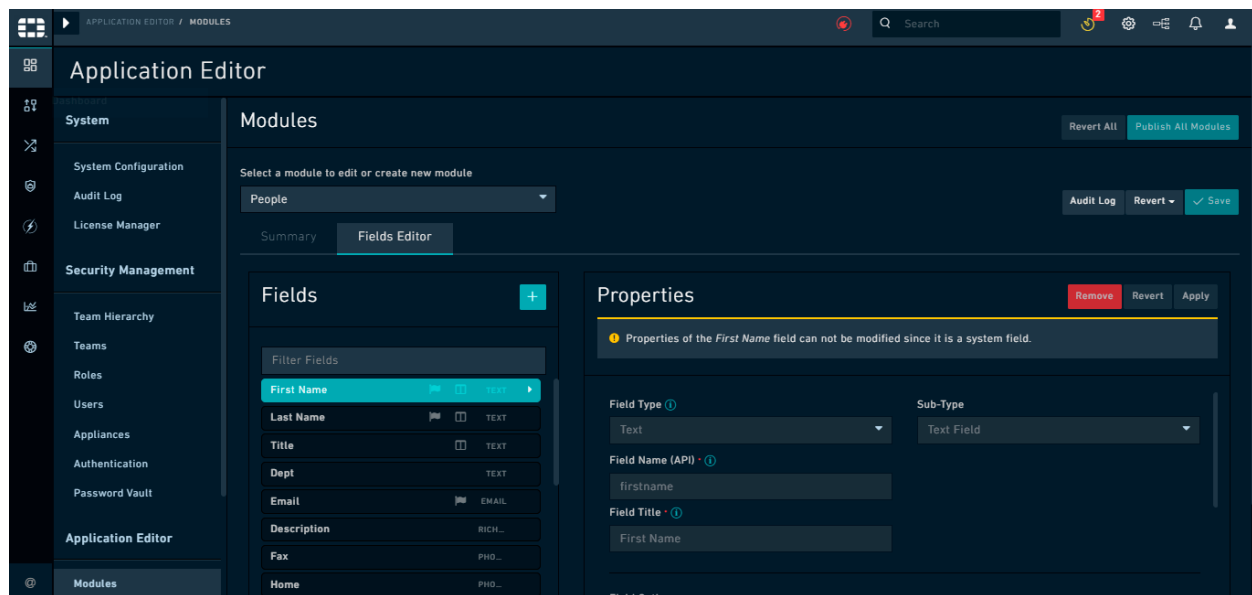 APPLICATION EDITOR / MODULES
Search
2
Application Editor
Dashboard
System
System Configuration
Audit Log
License Manager
Security Management
Team Hierarchy
Teams
Roles
Users
Appliances
Authentication
Password Vault
Application Editor
Modules
@
Modules
Revert All
Publish All Modules
Select a module to edit or create new module
People
Audit Log
Revert
Save
Summary
Fields Editor
Fields
+
Filter Fields
First Name TEXT
Last Name TEXT
Title TEXT
Dept TEXT
Email EMAIL
Description RICH...
Fax PHO...
Home PHO...
Properties
Remove
Revert
Apply
Properties of the First Name field can not be modified since it is a system field.
Field Type
Text
Sub-Type
Text Field
Field Name (API) *
firstname
Field Title *
First Name